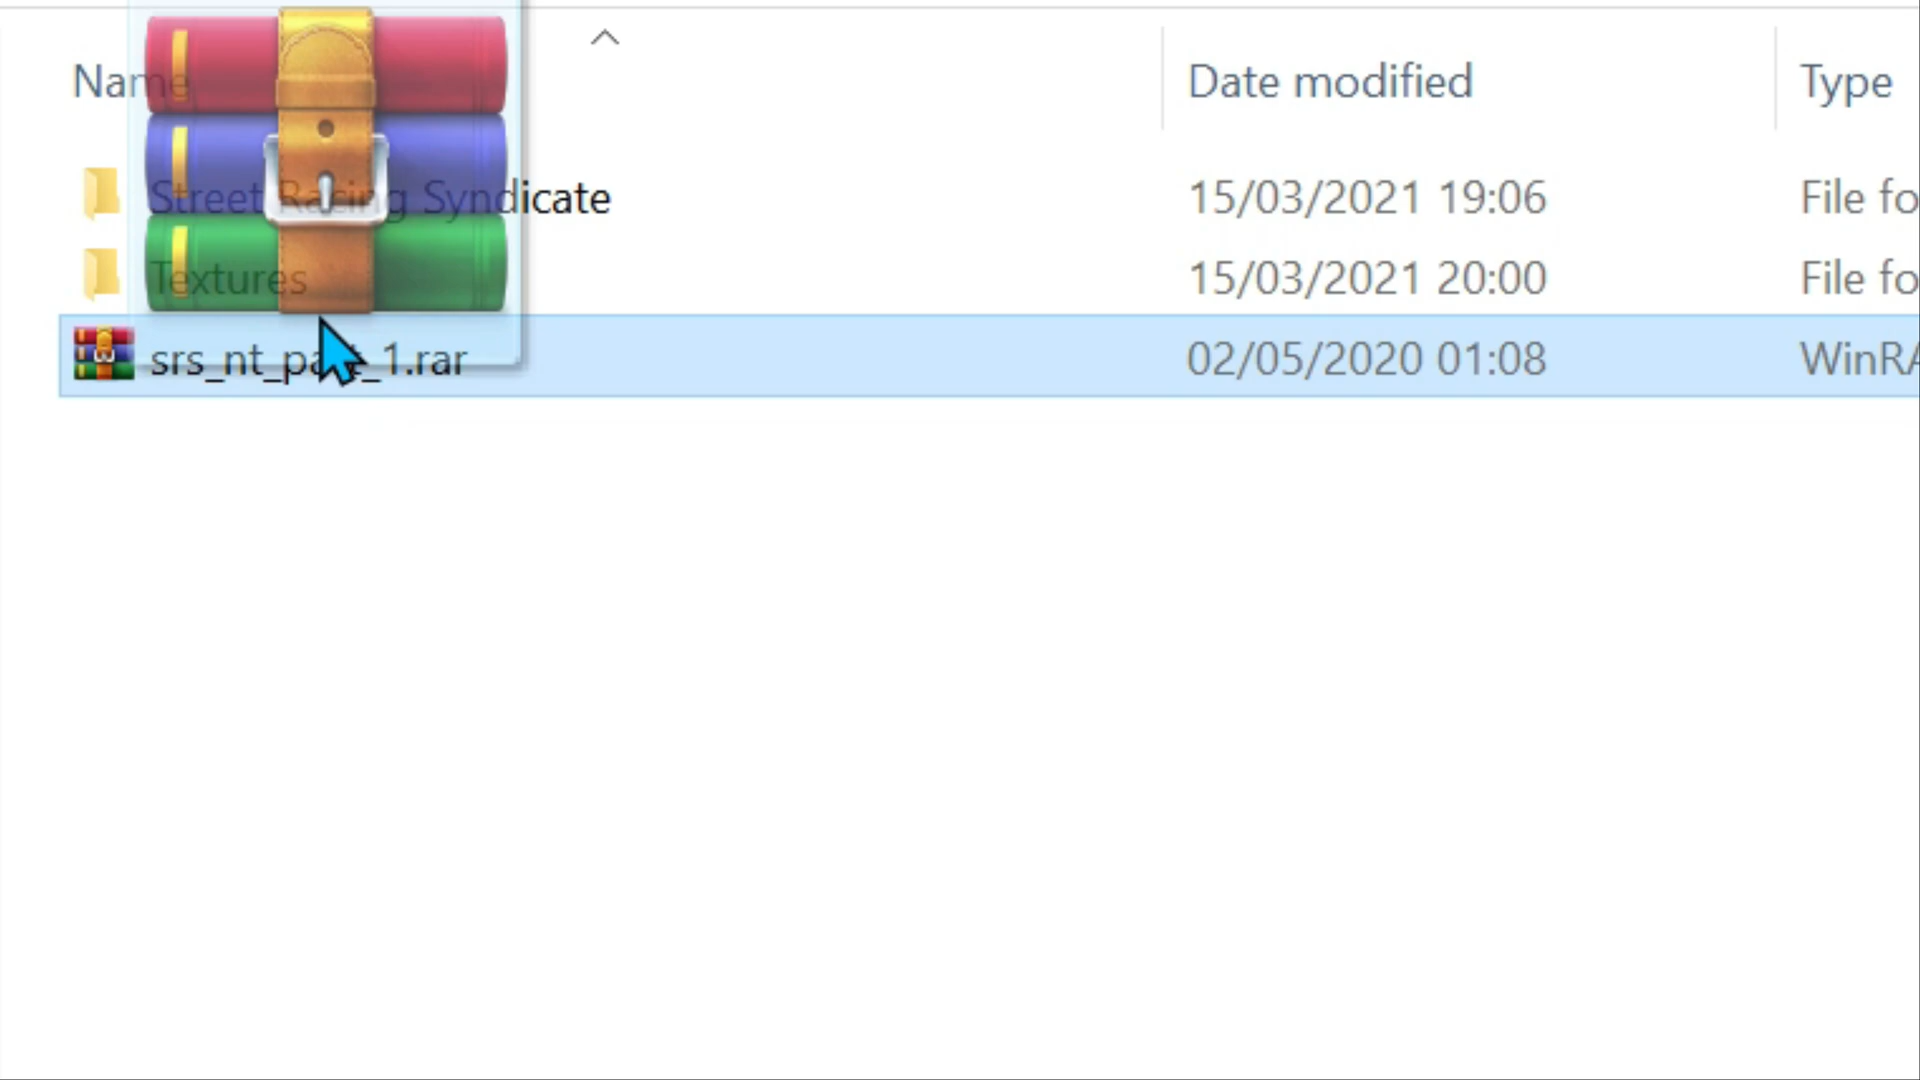 Name Date modified Type
Street Racing Syndicate 15/03/2021 19:06 File fo
Textures 15/03/2021 20:00 File fo
srs_nt_part_1.rar 02/05/2020 01:08 WinRA